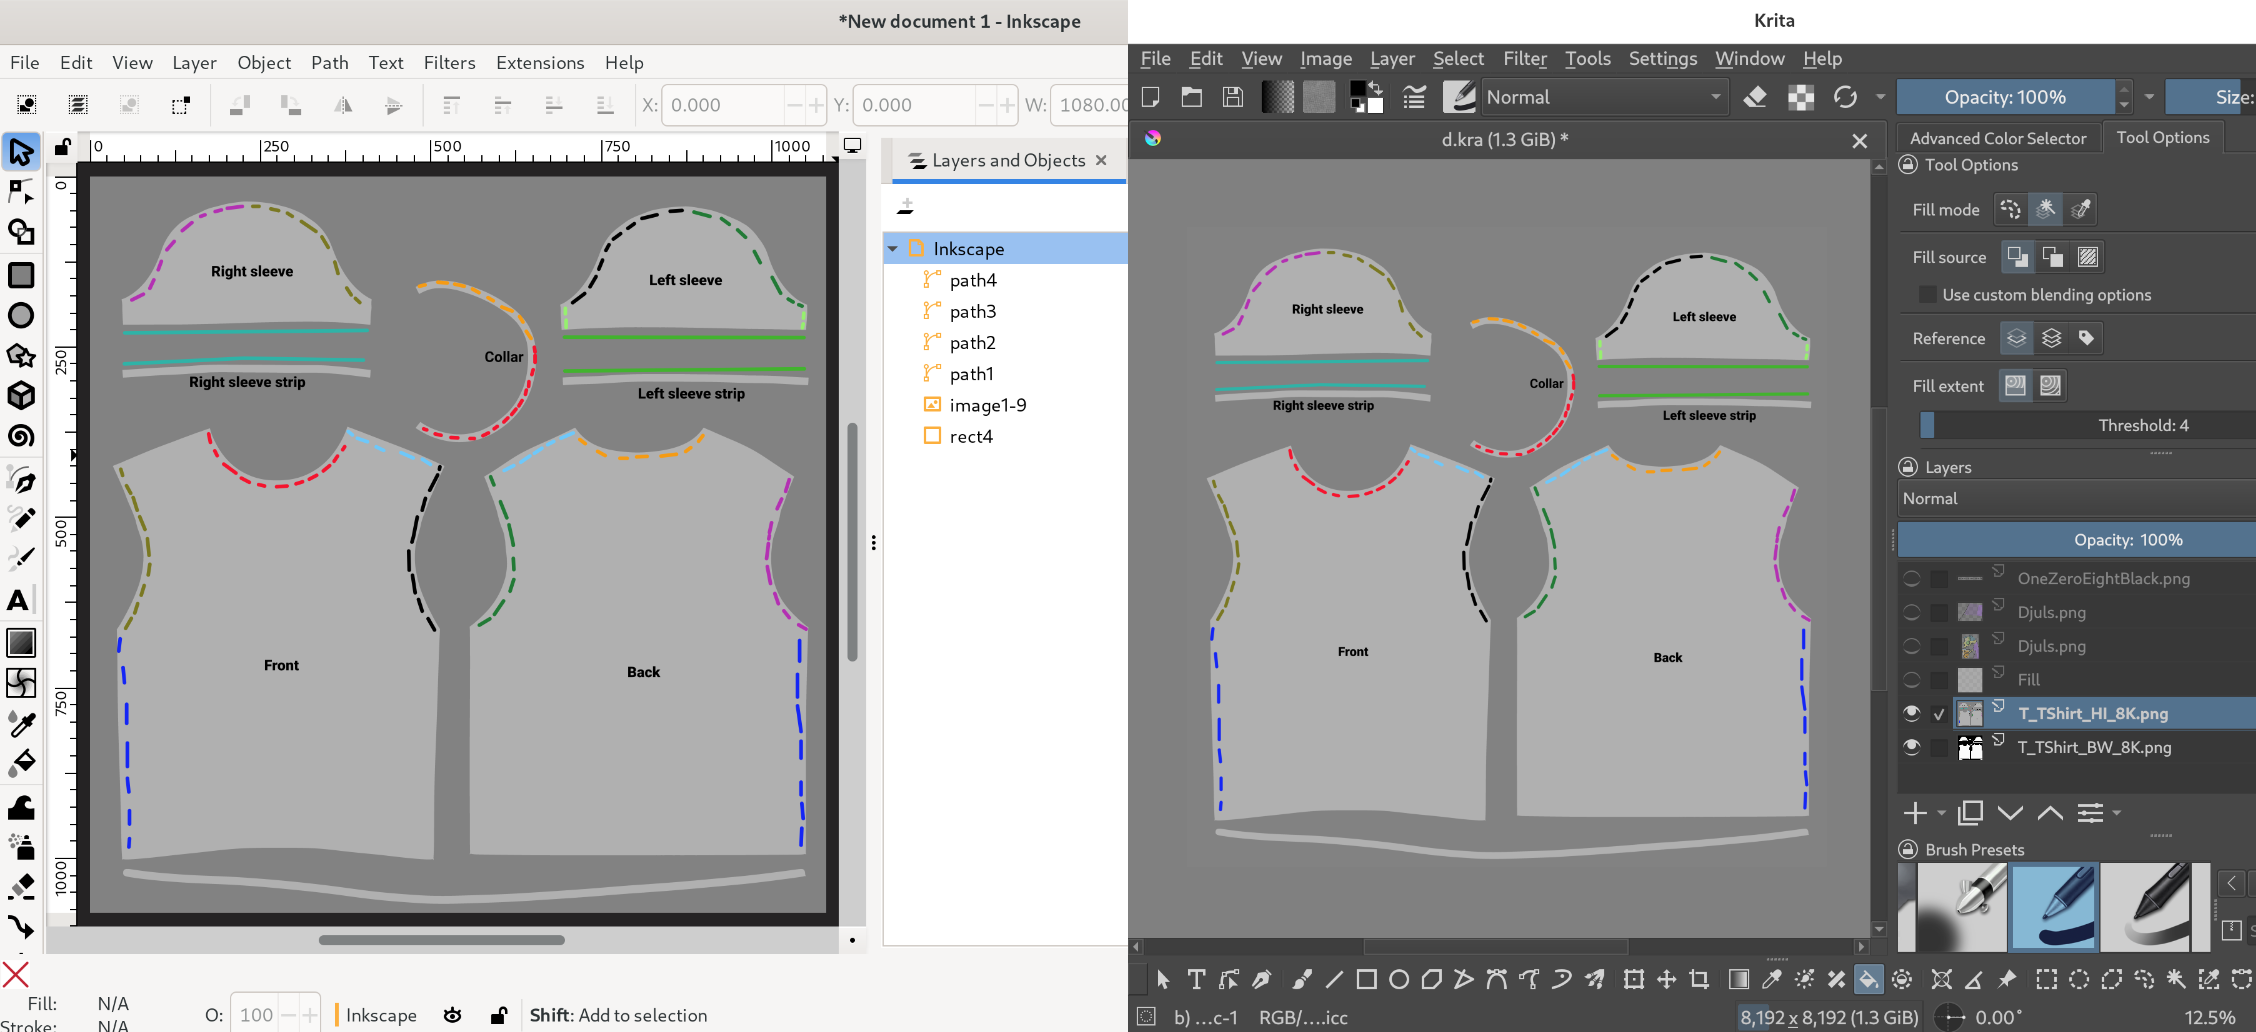 *New document 1 - Inkscape
File Edit View Layer Object Path Text Filters Extensions Help
X: 0.000 Y: 0.000 W: 1080.00
0 250 500 750 1000
0
250
500
750
1000
Right sleeve
Left sleeve
Collar
Right sleeve strip
Left sleeve strip
Front
Back
Layers and Objects
Inkscape
path4
path3
path2
path1
image1-9
rect4
Fill: N/A
Stroke: N/A
O: 100
Inkscape
Shift: Add to selection
Krita
File Edit View Image Layer Select Filter Tools Settings Window Help
Normal
Opacity: 100%
Size:
d.kra (1.3 GiB) *
Right sleeve
Left sleeve
Collar
Right sleeve strip
Left sleeve strip
Front
Back
Advanced Color Selector
Tool Options
Tool Options
Fill mode
Fill source
Use custom blending options
Reference
Fill extent
Threshold: 4
Layers
Normal
Opacity: 100%
OneZeroEightBlack.png
Djuls.png
Djuls.png
Fill
T_TShirt_HI_8K.png
T_TShirt_BW_8K.png
Brush Presets
b) ...c-1 RGB/....icc
8,192 x 8,192 (1.3 GiB)
0.00°
12.5%